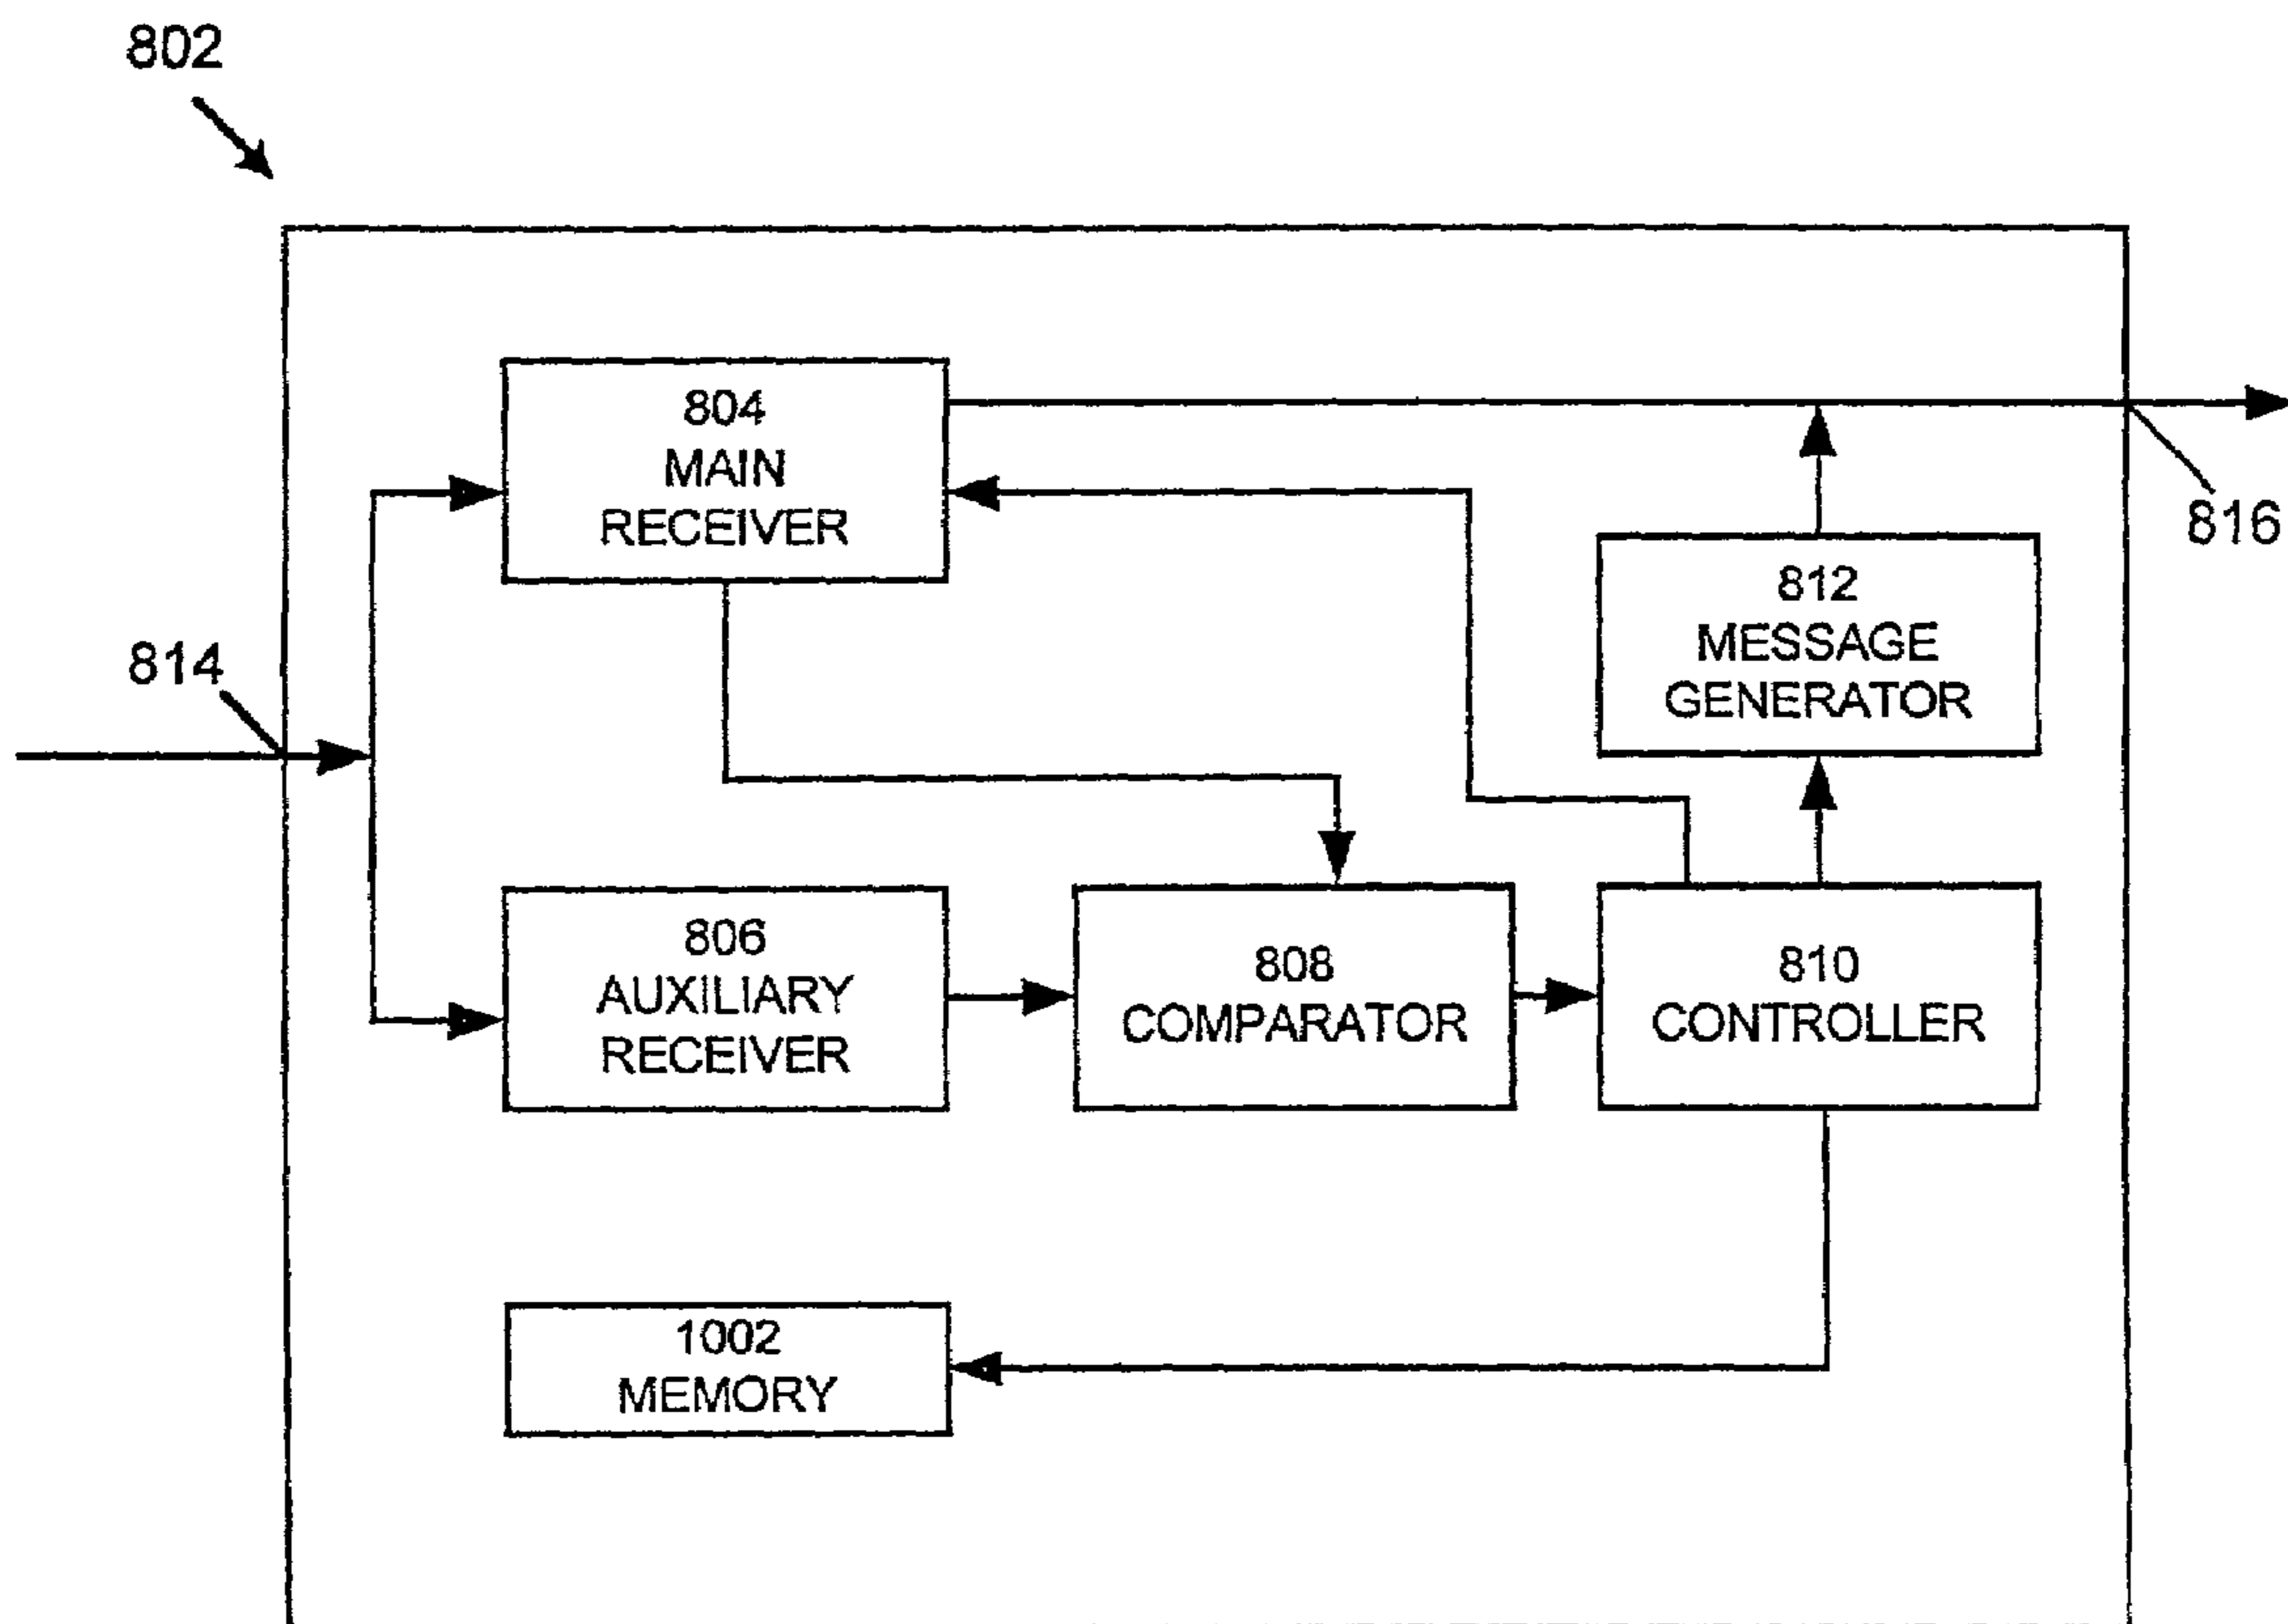 802
804
MAIN
RECEIVER
816
812
MESSAGE
GENERATOR
814
806
AUXILIARY
RECEIVER
808
COMPARATOR
810
CONTROLLER
1002
MEMORY